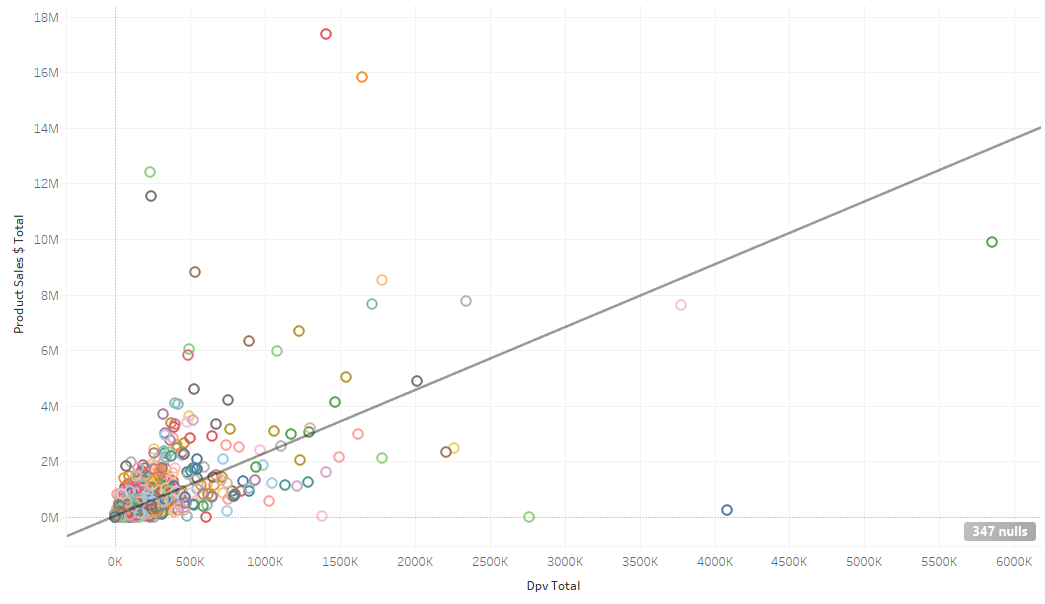 18M
16M
14M
12M
10M
8M
6M
4M
2M
0M
Product Sales $ Total
347 nulls
0K
500K
1000K
1500K
2000K
2500K
3000K
3500K
4000K
4500K
5000K
5500K
6000K
Dpv Total